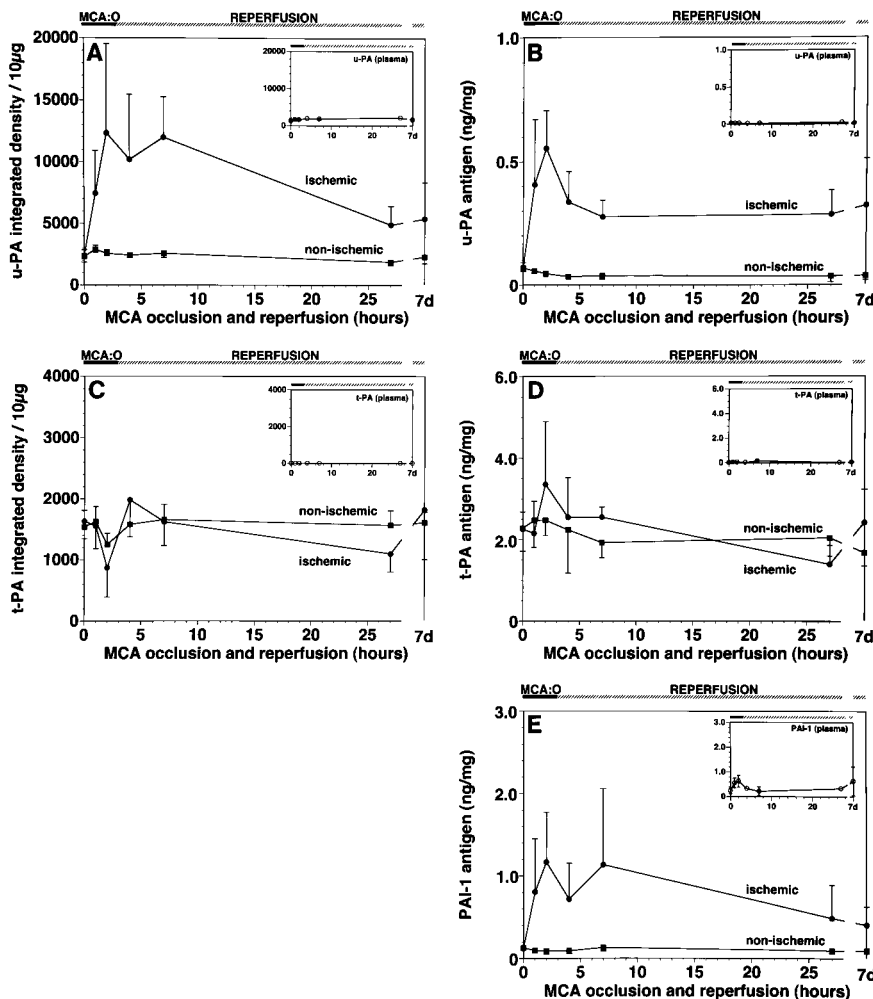 MCA:O REPERFUSION
A
u-PA integrated density / 10µg
20000
15000
10000
5000
0
u-PA (plasma)
20000
15000
10000
5000
0
0 10 20 7d
ischemic
non-ischemic
0 5 10 15 20 25 7d
MCA occlusion and reperfusion (hours)
MCA:O REPERFUSION
B
u-PA antigen (ng/mg)
1.0
0.5
0.0
u-PA (plasma)
1.0
0.5
0.0
0 10 20 7d
ischemic
non-ischemic
0 5 10 15 20 25 7d
MCA occlusion and reperfusion (hours)
MCA:O REPERFUSION
C
t-PA integrated density / 10µg
4000
3000
2000
1000
0
t-PA (plasma)
4000
3000
2000
1000
0
0 10 20 7d
non-ischemic
ischemic
0 5 10 15 20 25 7d
MCA occlusion and reperfusion (hours)
MCA:O REPERFUSION
D
t-PA antigen (ng/mg)
6.0
4.0
2.0
0.0
t-PA (plasma)
6.0
4.0
2.0
0.0
0 10 20 7d
non-ischemic
ischemic
0 5 10 15 20 25 7d
MCA occlusion and reperfusion (hours)
MCA:O REPERFUSION
E
PAI-1 antigen (ng/mg)
3.0
2.0
1.0
0.0
PAI-1 (plasma)
3.0
2.0
1.0
0.0
0 10 20 7d
ischemic
non-ischemic
0 5 10 15 20 25 7d
MCA occlusion and reperfusion (hours)